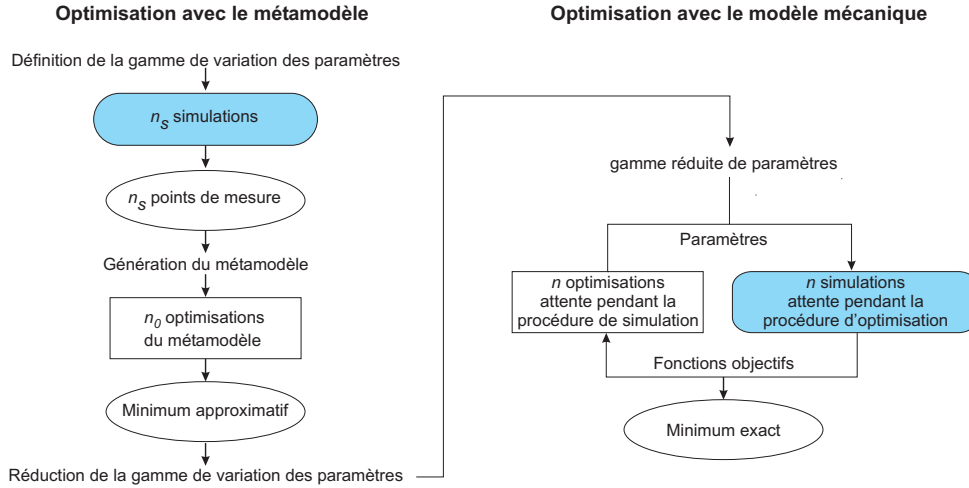 Optimisation avec le métamodèle
Définition de la gamme de variation des paramètres
n_s simulations
n_s points de mesure
Génération du métamodèle
n_0 optimisations
du métamodèle
Minimum approximatif
Réduction de la gamme de variation des paramètres
Optimisation avec le modèle mécanique
gamme réduite de paramètres
Paramètres
n optimisations
attente pendant la
procédure de simulation
n simulations
attente pendant la
procédure d'optimisation
Fonctions objectifs
Minimum exact